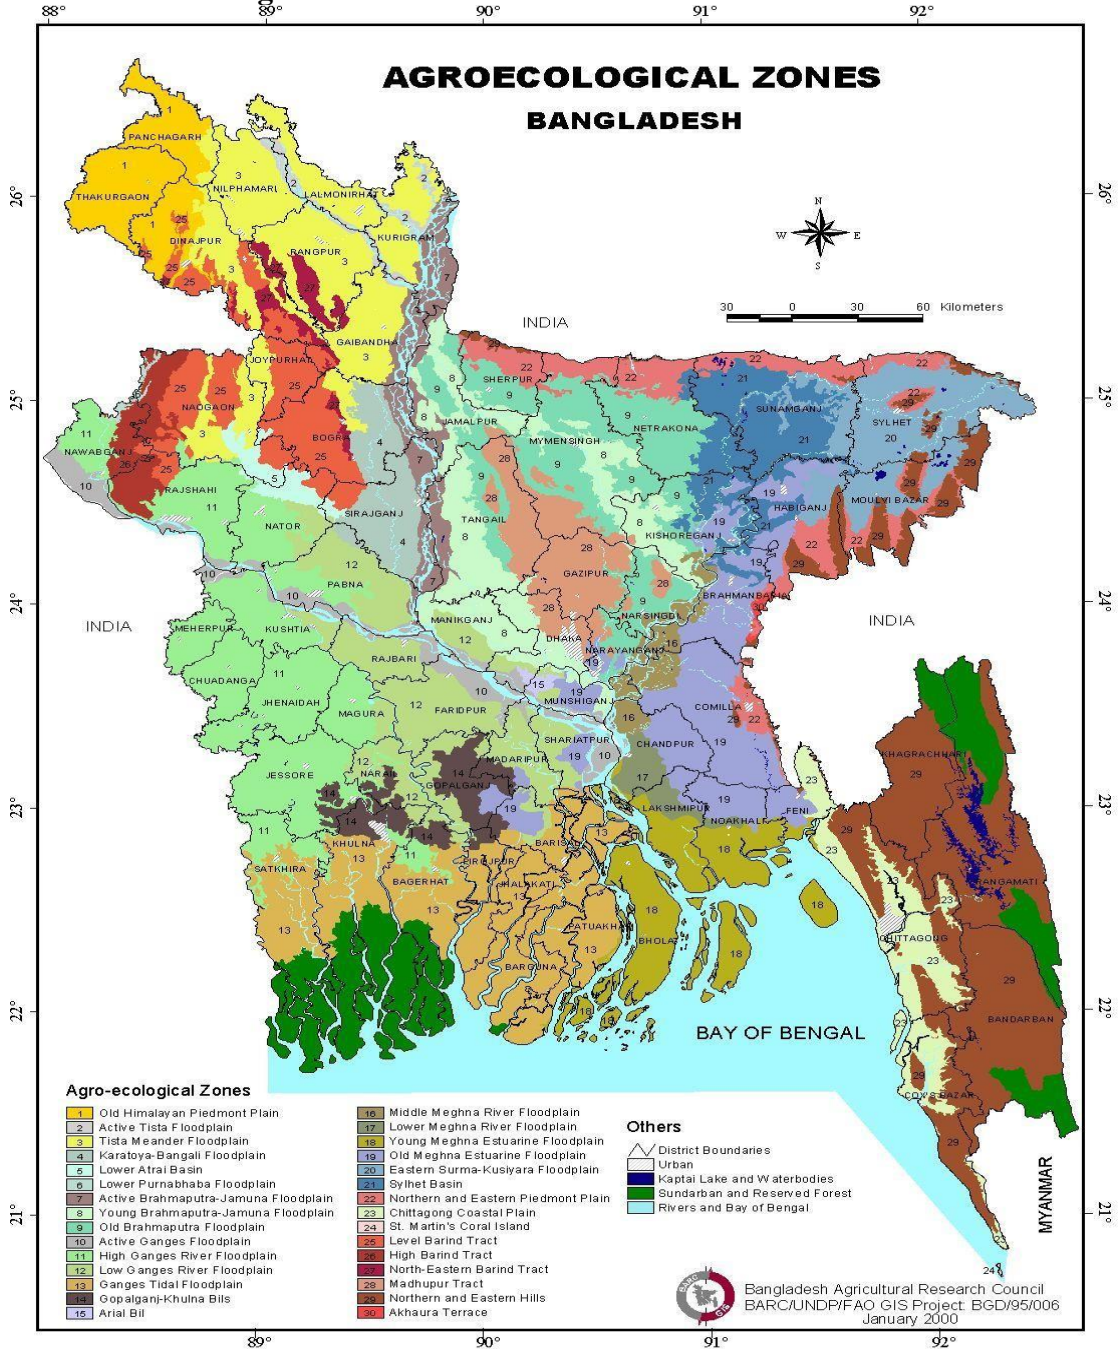 88° 89° 90° 91° 92°
AGROECOLOGICAL ZONES
BANGLADESH
N
W E
S
30 0 30 60 Kilometers
26° 26°
25° 25°
24° 24°
23° 23°
22° 22°
21° 21°
PANCHAGARH
THAKURGAON
NILPHAMARI
LALMONIRHAT
DINAJPUR
RANGPUR
KURIGRAM
INDIA
GAIBANDHA
JOYPURHAT
SHERPUR
NAOGAON
JAMALPUR
SUNAMGANJ
SYLHET
NETRAKONA
BOGRA
MYMENSINGH
NAWABGANJ
RAJSHAHI
MOULVI BAZAR
HABIGANJ
SIRAJGANJ
TANGAIL
NATOR
KISHOREGANJ
GAZIPUR
PABNA
BRAHMANBARIA
NARSINGDI
MANIKGANJ
INDIA
INDIA
MEHERPUR
KUSHTIA
DHAKA
NARAYANGANJ
RAJBARI
CHUADANGA
JHENAIDAH
MUNSHIGANJ
COMILLA
MAGURA
FARIDPUR
SHARIATPUR
CHANDPUR
KHAGRACHHARI
MADARIPUR
JESSORE
NARAIL
GOPALGANJ
LAKSHMIPUR
FENI
NOAKHALI
KHULNA
BARISAL
SATKHIRA
PIROJPUR
BAGERHAT
JHALAKATI
RANGAMATI
PATUAKHALI
BHOLA
CHITTAGONG
BARGUNA
BANDARBAN
BAY OF BENGAL
COX'S BAZAR
MYANMAR
Agro-ecological Zones
1 Old Himalayan Piedmont Plain
2 Active Tista Floodplain
3 Tista Meander Floodplain
4 Karatoya-Bangali Floodplain
5 Lower Atrai Basin
6 Lower Purnabhaba Floodplain
7 Active Brahmaputra-Jamuna Floodplain
8 Young Brahmaputra-Jamuna Floodplain
9 Old Brahmaputra Floodplain
10 Active Ganges Floodplain
11 High Ganges River Floodplain
12 Low Ganges River Floodplain
13 Ganges Tidal Floodplain
14 Gopalganj-Khulna Bils
15 Arial Bil
16 Middle Meghna River Floodplain
17 Lower Meghna River Floodplain
18 Young Meghna Estuarine Floodplain
19 Old Meghna Estuarine Floodplain
20 Eastern Surma-Kusiyara Floodplain
21 Sylhet Basin
22 Northern and Eastern Piedmont Plain
23 Chittagong Coastal Plain
24 St. Martin's Coral Island
25 Level Barind Tract
26 High Barind Tract
27 North-Eastern Barind Tract
28 Madhupur Tract
29 Northern and Eastern Hills
30 Akhaura Terrace
Others
District Boundaries
Urban
Kaptai Lake and Waterbodies
Sundarban and Reserved Forest
Rivers and Bay of Bengal
BARC
GIS
Bangladesh Agricultural Research Council
BARC/UNDP/FAO GIS Project: BGD/95/006
January 2000
89° 90° 91° 92°